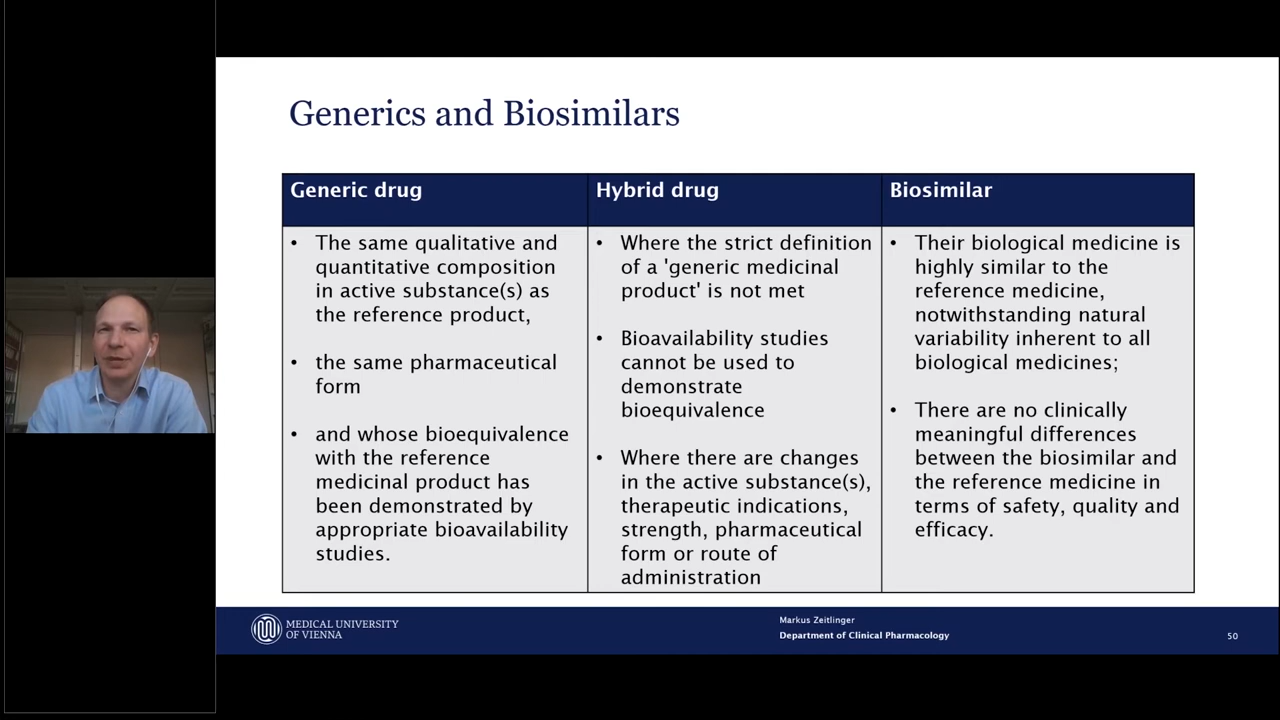 Generics and Biosimilars
Generic drug
Hybrid drug
Biosimilar
• The same qualitative and
quantitative composition
in active substance(s) as
the reference product,
• the same pharmaceutical
form
• and whose bioequivalence
with the reference
medicinal product has
been demonstrated by
appropriate bioavailability
studies.
• Where the strict definition
of a 'generic medicinal
product' is not met
• Bioavailability studies
cannot be used to
demonstrate
bioequivalence
• Where there are changes
in the active substance(s),
therapeutic indications,
strength, pharmaceutical
form or route of
administration
• Their biological medicine is
highly similar to the
reference medicine,
notwithstanding natural
variability inherent to all
biological medicines;
• There are no clinically
meaningful differences
between the biosimilar and
the reference medicine in
terms of safety, quality and
efficacy.
MEDICAL UNIVERSITY
OF VIENNA
Markus Zeitlinger
Department of Clinical Pharmacology
50